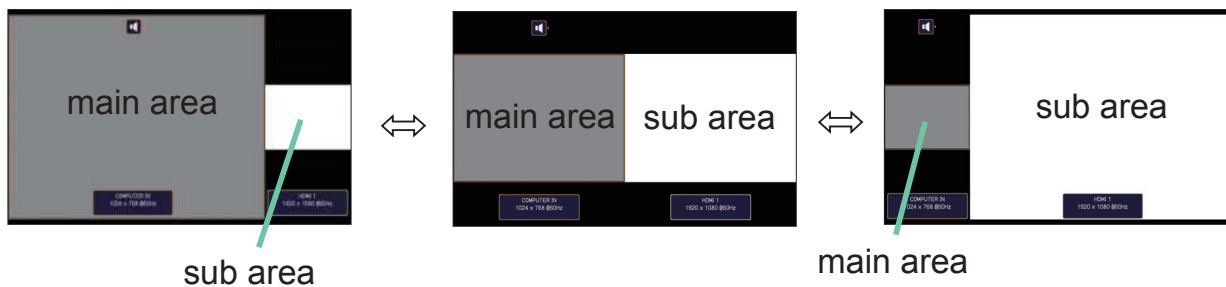 main area
COMPUTER IN
1024 x 768 @60Hz
HDMI 1
1920 x 1080 @60Hz
sub area
main area
sub area
COMPUTER IN
1024 x 768 @60Hz
HDMI 1
1920 x 1080 @60Hz
sub area
COMPUTER IN
1024 x 768 @60Hz
HDMI 1
1920 x 1080 @60Hz
main area